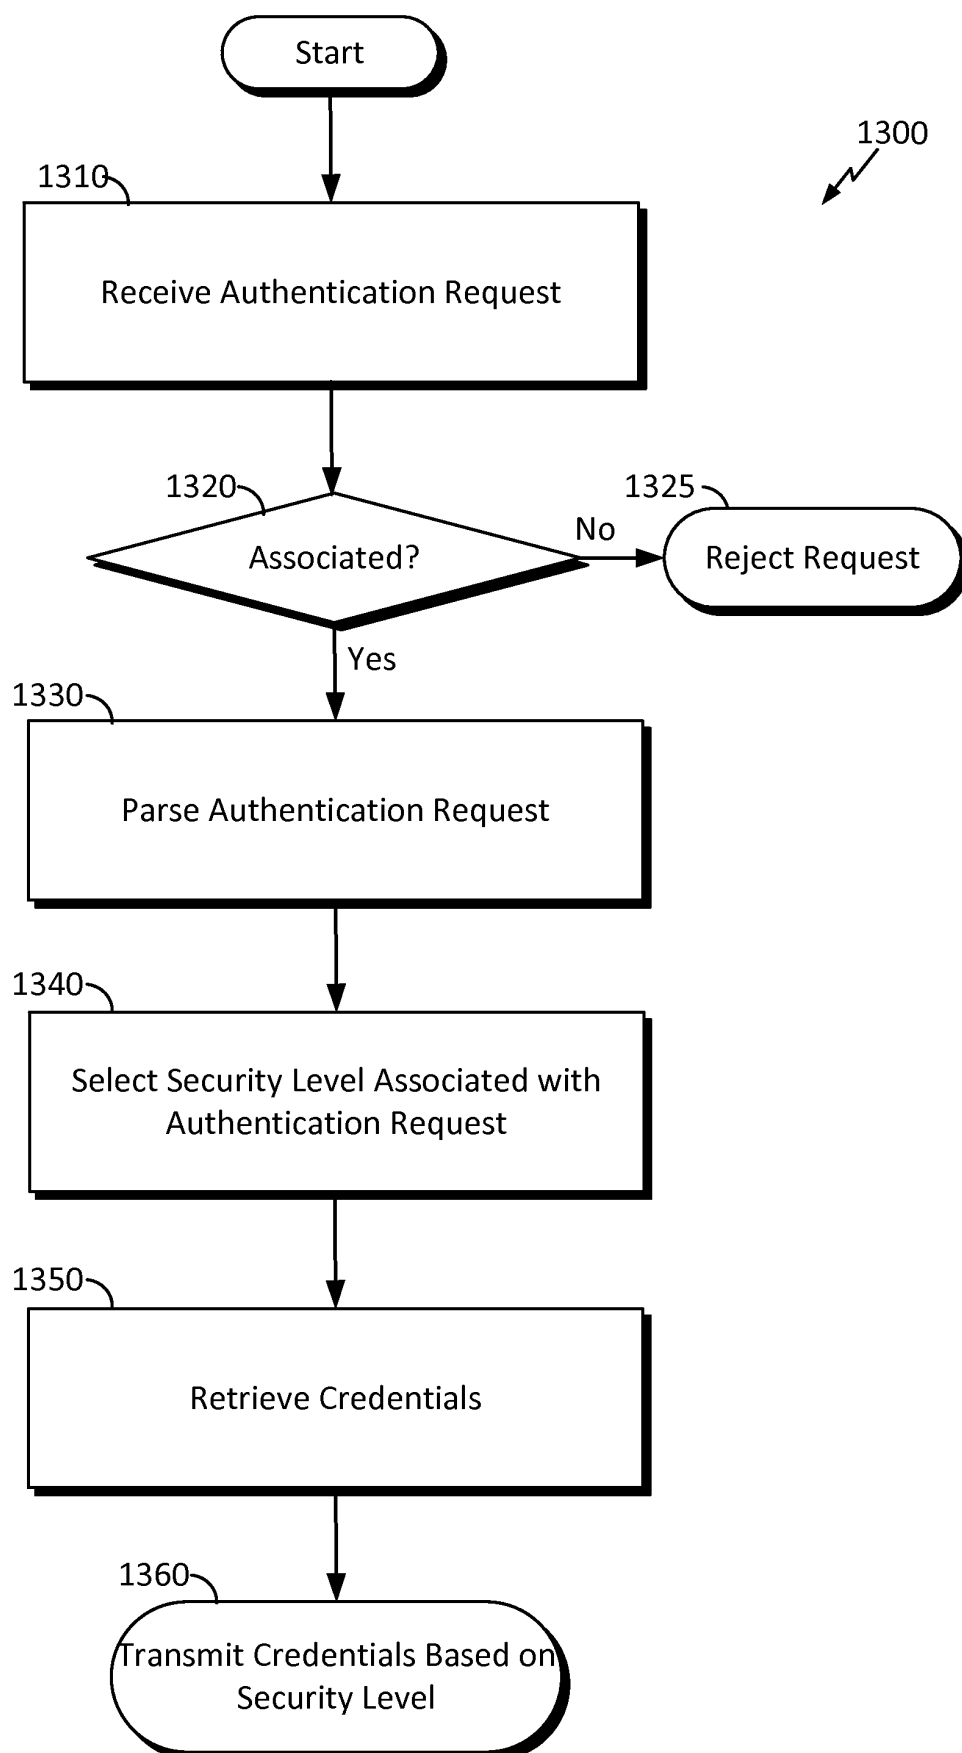 Start
1300
1310
Receive Authentication Request
1320
Associated?
No
1325
Reject Request
Yes
1330
Parse Authentication Request
1340
Select Security Level Associated with
Authentication Request
1350
Retrieve Credentials
1360
Transmit Credentials Based on
Security Level